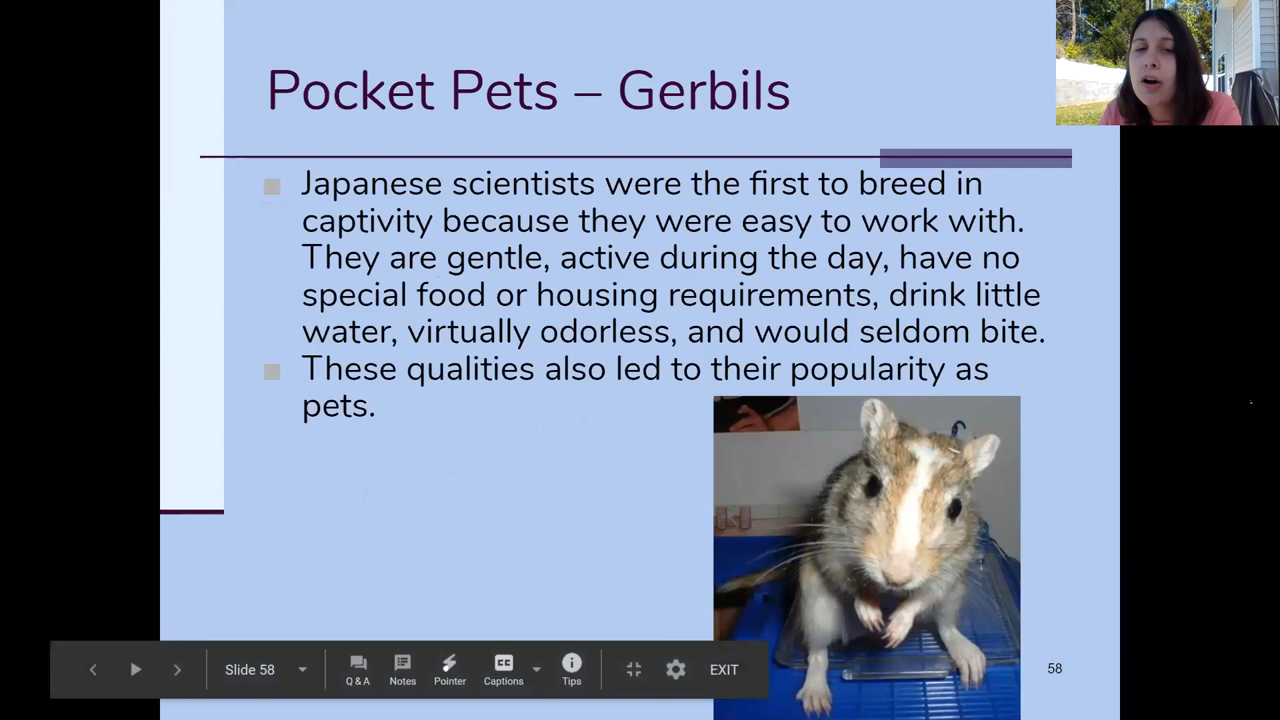 Pocket Pets – Gerbils
Japanese scientists were the first to breed in
captivity because they were easy to work with.
They are gentle, active during the day, have no
special food or housing requirements, drink little
water, virtually odorless, and would seldom bite.
These qualities also led to their popularity as
pets.
58
Slide 58
Q & A
Notes
Pointer
CC
Captions
Tips
EXIT